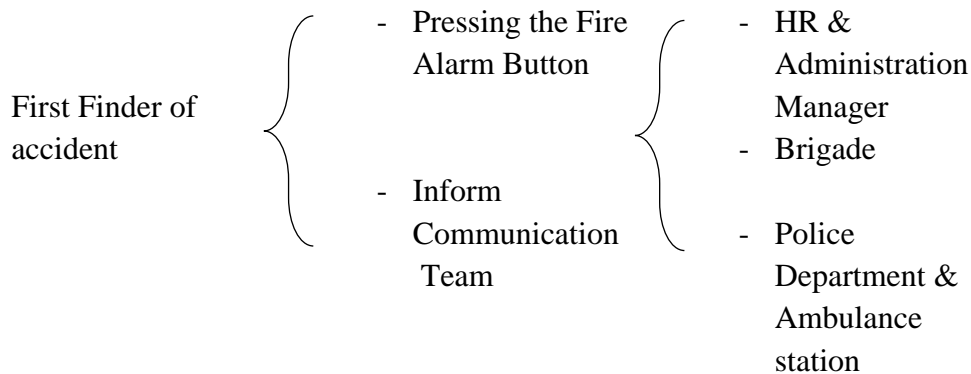 First Finder of
accident
- Pressing the Fire
Alarm Button
- Inform
Communication
Team
- HR &
Administration
Manager
- Brigade
- Police
Department &
Ambulance
station